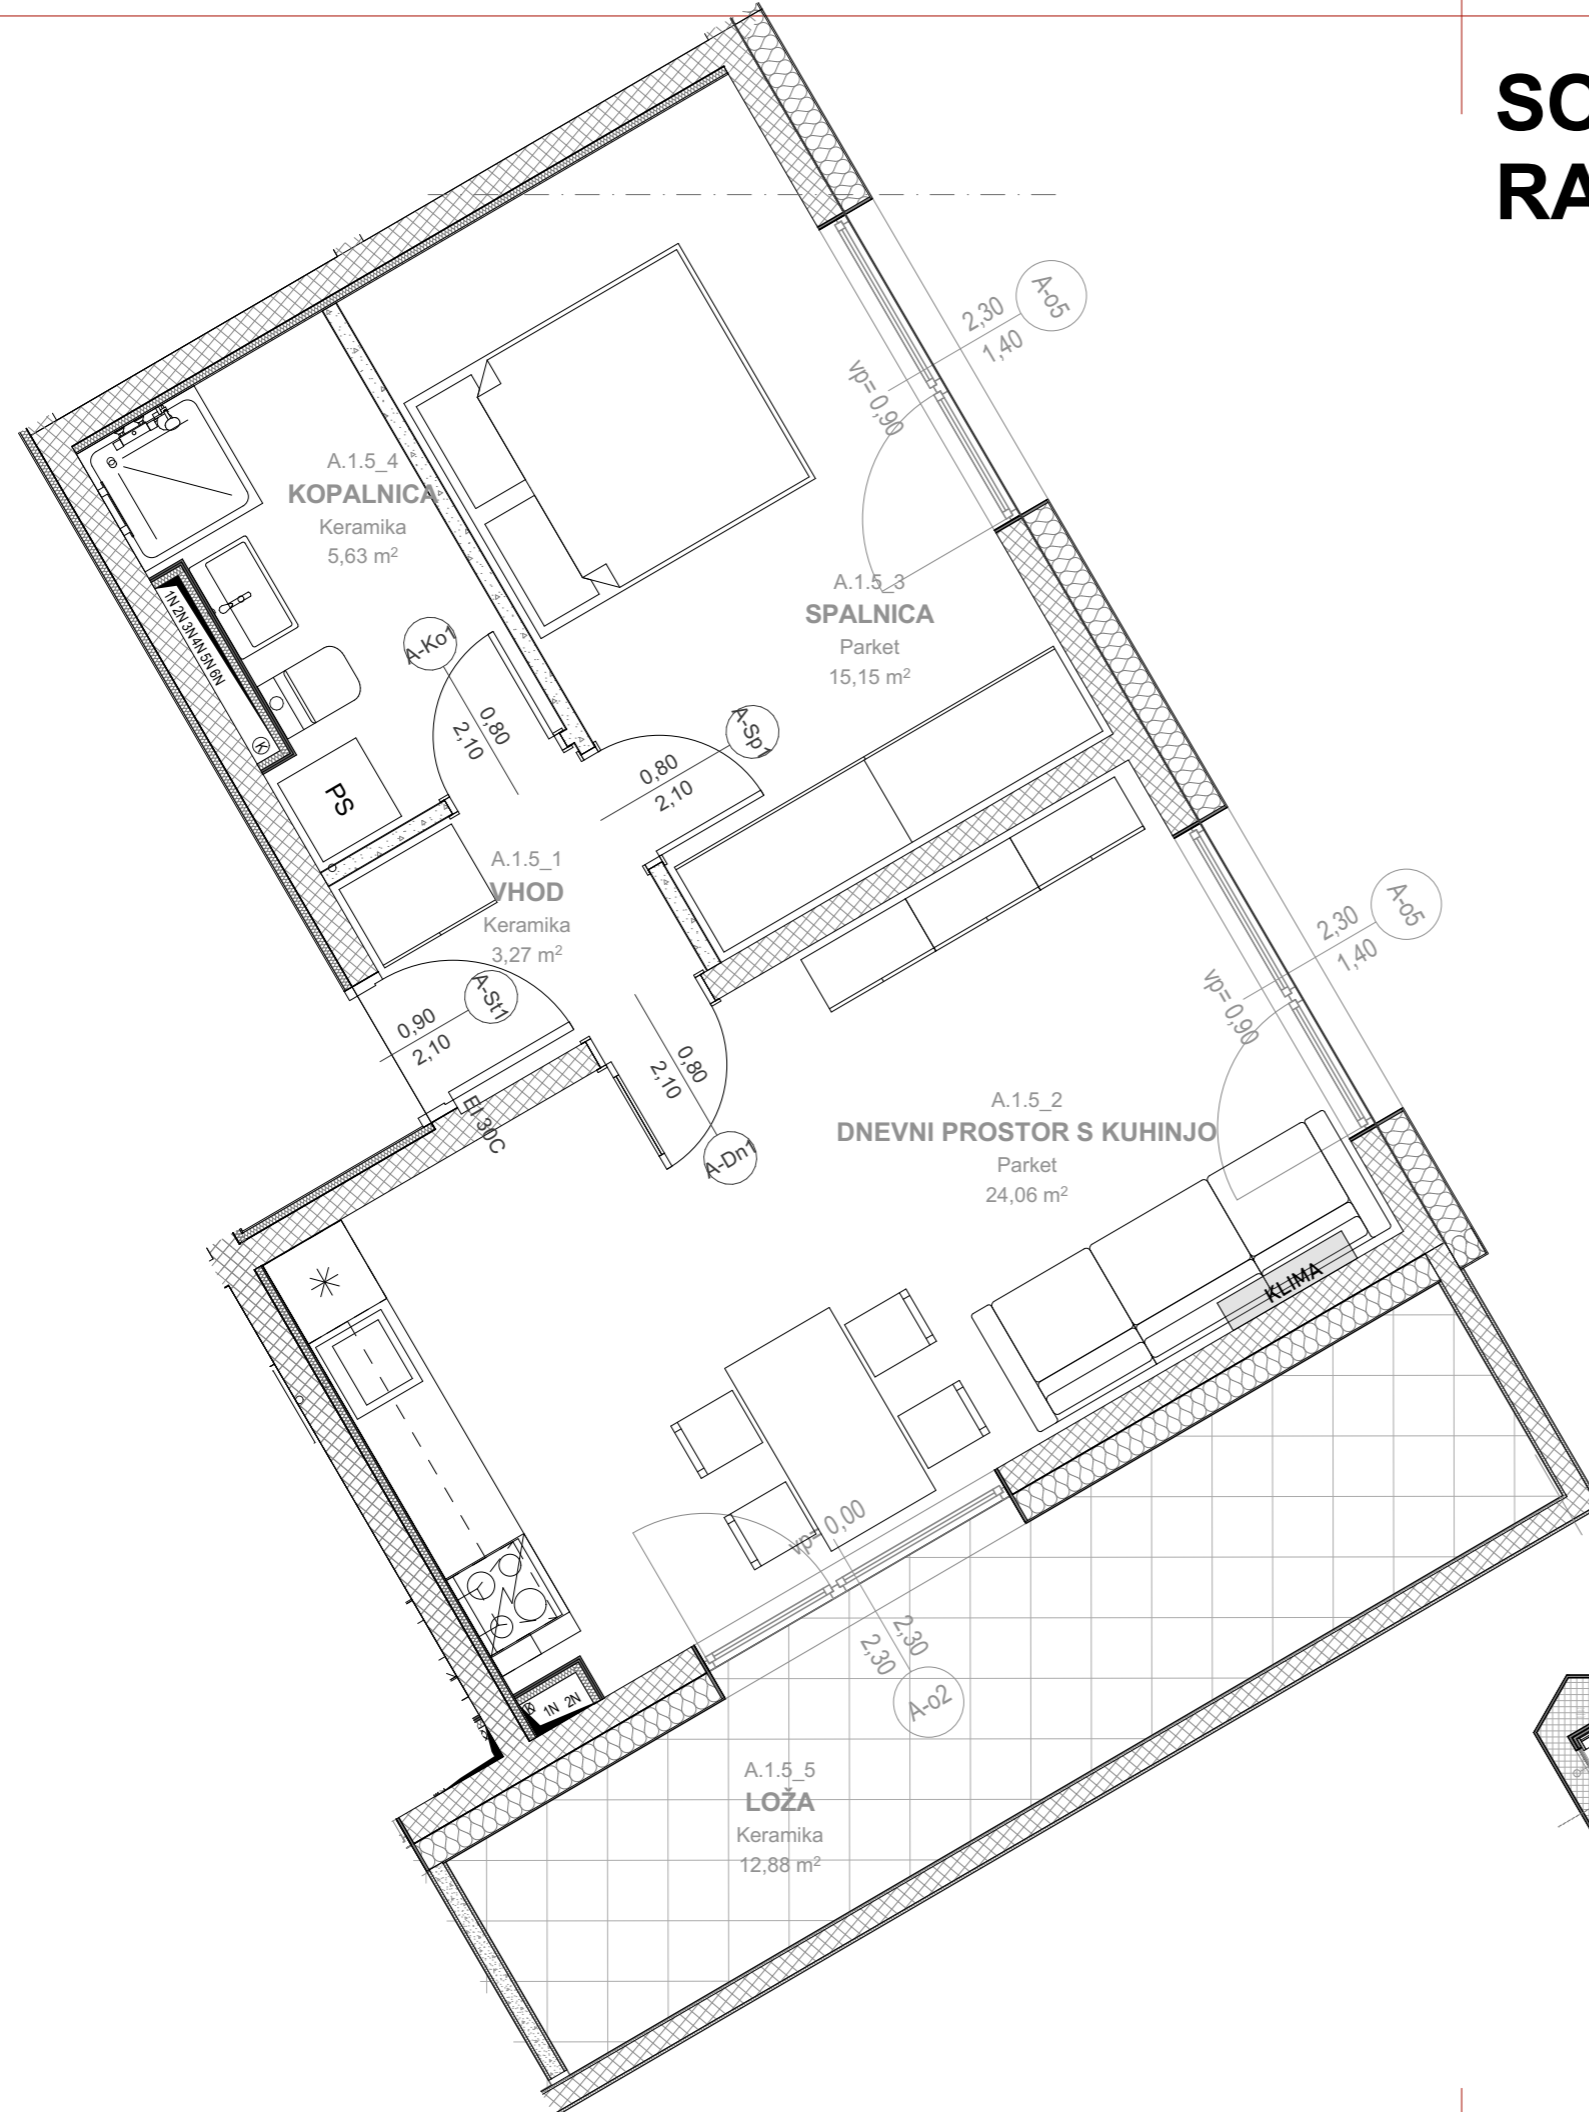 SO
RA
A-o5
2,30
1,40
vp= 0,90
A.1.5_4
KOPALNICA
Keramika
5,63 m²
1N 2N 3N 4N 5N 6N
K
PS
A-Ko1
0,80
2,10
A.1.5_3
SPALNICA
Parket
15,15 m²
A-Sp1
0,80
2,10
A.1.5_1
VHOD
Keramika
3,27 m²
A-St1
0,90
2,10
EI 30C
0,80
2,10
A-Dn1
A-o5
2,30
1,40
vp= 0,90
A.1.5_2
DNEVNI PROSTOR S KUHINJO
Parket
24,06 m²
KLIMA
vp= 0,00
2,30
2,30
A-o2
K 1N 2N
A.1.5_5
LOŽA
Keramika
12,88 m²